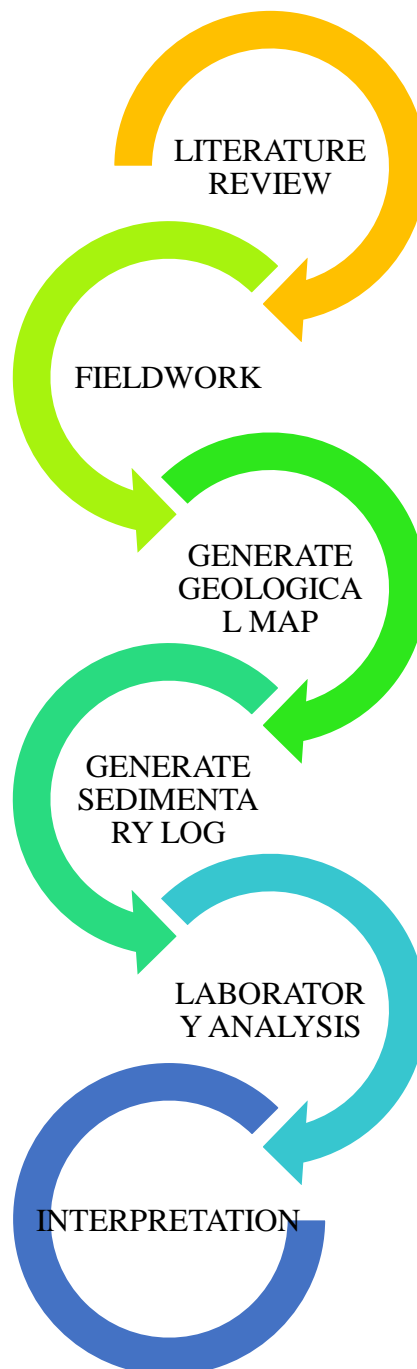 LITERATURE
REVIEW
FIELDWORK
GENERATE
GEOLOGICA
L MAP
GENERATE
SEDIMENTA
RY LOG
LABORATOR
Y ANALYSIS
INTERPRETATION